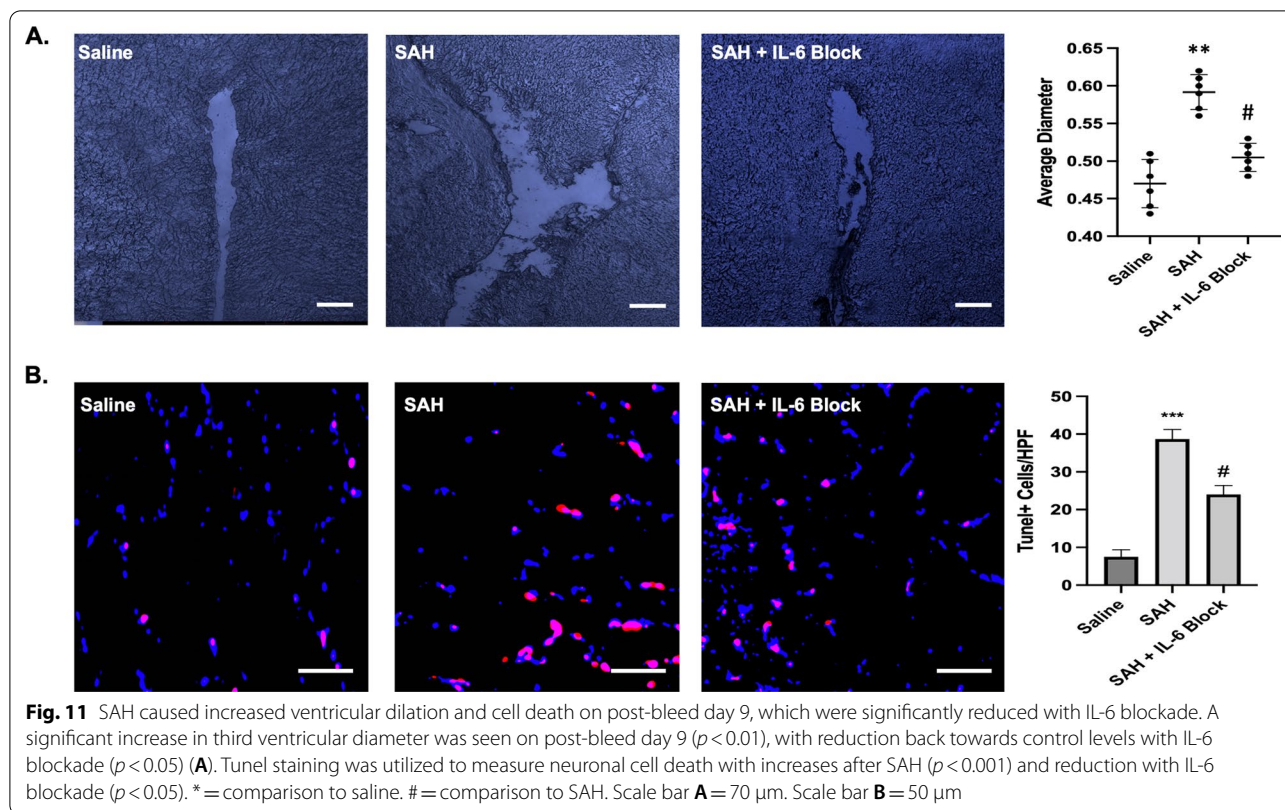 A.
Saline
SAH
SAH + IL-6 Block
Average Diameter
0.65
0.60
0.55
0.50
0.45
0.40
**
#
Saline
SAH
SAH + IL-6 Block
B.
Saline
SAH
SAH + IL-6 Block
Tunel+ Cells/HPF
50
40
30
20
10
0
***
#
Saline
SAH
SAH + IL-6 Block
Fig. 11 SAH caused increased ventricular dilation and cell death on post-bleed day 9, which were significantly reduced with IL-6 blockade. A
significant increase in third ventricular diameter was seen on post-bleed day 9 (p < 0.01), with reduction back towards control levels with IL-6
blockade (p < 0.05) (A). Tunel staining was utilized to measure neuronal cell death with increases after SAH (p < 0.001) and reduction with IL-6
blockade (p < 0.05). * = comparison to saline. # = comparison to SAH. Scale bar A = 70 μm. Scale bar B = 50 μm